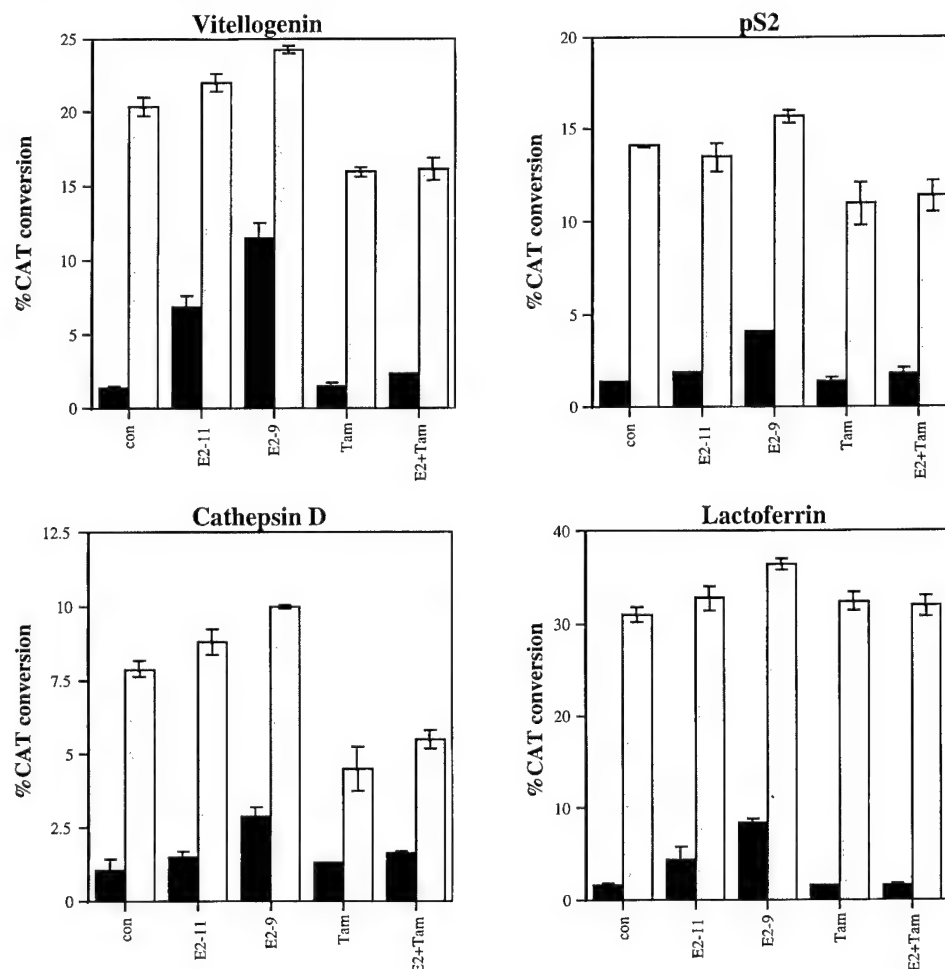 Vitellogenin
25
20
15
10
5
0
%CAT conversion
con
E2-11
E2-9
Tam
E2+Tam
pS2
20
15
10
5
0
%CAT conversion
con
E2-11
E2-9
Tam
E2+Tam
Cathepsin D
12.5
10
7.5
5
2.5
0
%CAT conversion
con
E2-11
E2-9
Tam
E2+Tam
Lactoferrin
40
30
20
10
0
%CAT conversion
con
E2-11
E2-9
Tam
E2+Tam